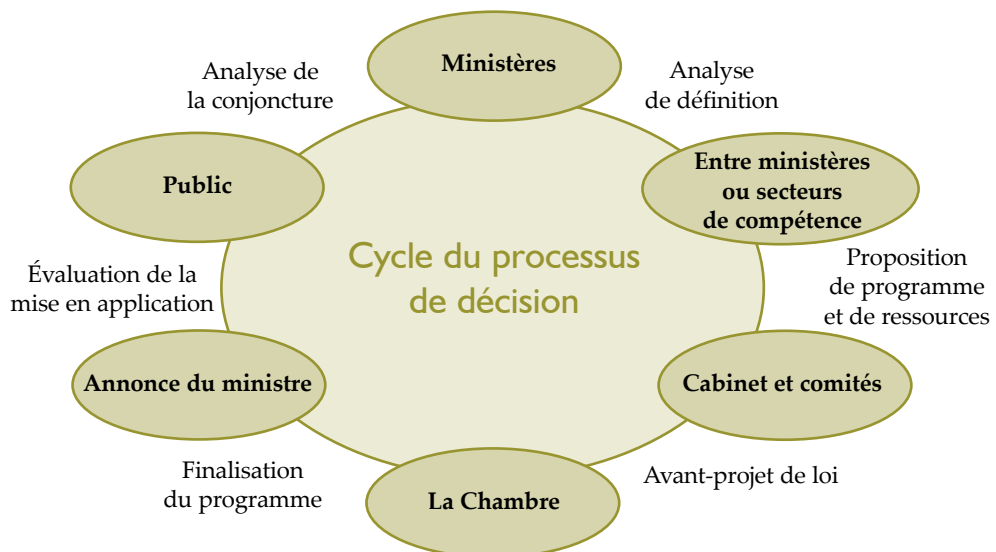 Ministères
Analyse
de définition
Entre ministères
ou secteurs
de compétence
Proposition
de programme
et de ressources
Cabinet et comités
Avant-projet de loi
La Chambre
Finalisation
du programme
Annonce du ministre
Évaluation de la
mise en application
Public
Analyse de
la conjoncture
Cycle du processus
de décision